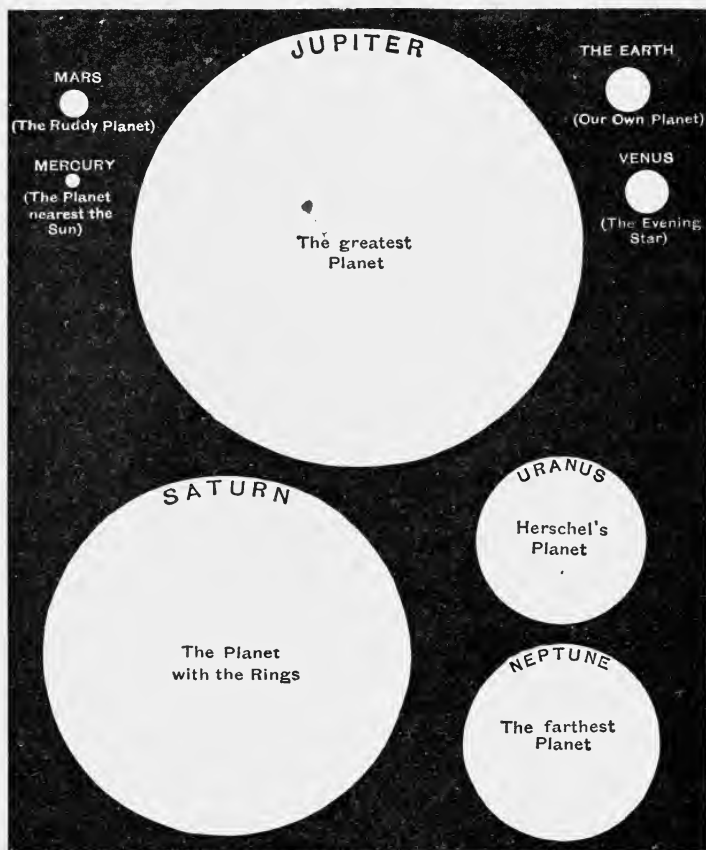 JUPITER
The greatest
Planet
MARS
(The Ruddy Planet)
MERCURY
(The Planet
nearest the
Sun)
THE EARTH
(Our Own Planet)
VENUS
(The Evening
Star)
SATURN
The Planet
with the Rings
URANUS
Herschel's
Planet
NEPTUNE
The farthest
Planet